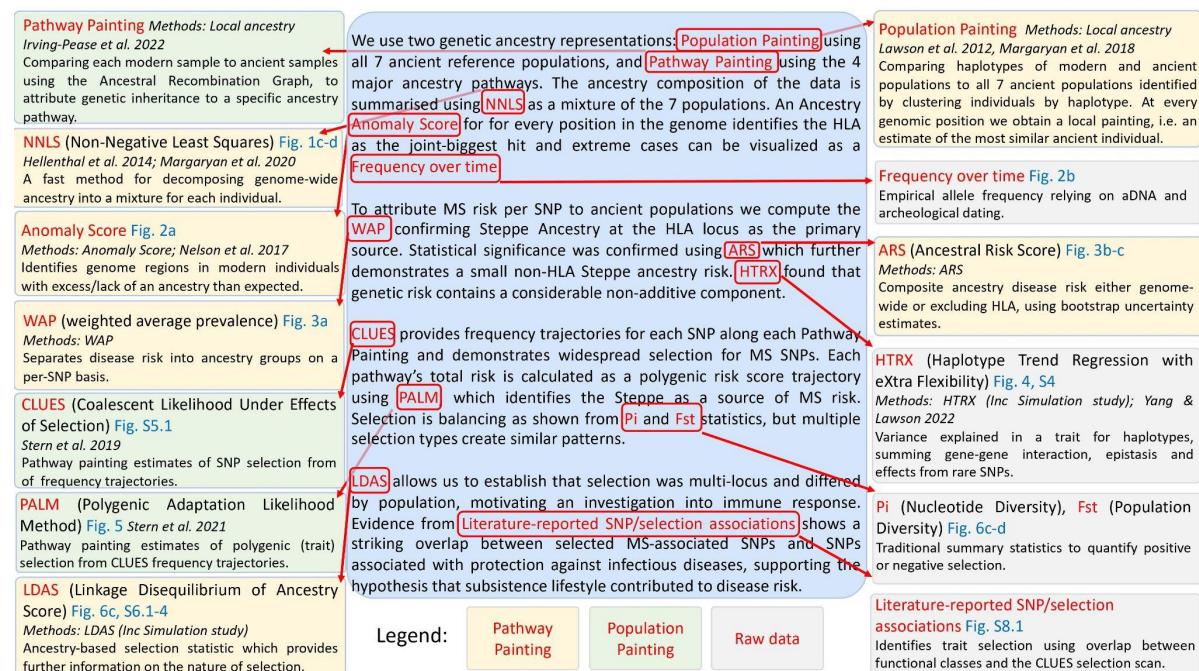 Pathway Painting Methods: Local ancestry
Irving-Pease et al. 2022
Comparing each modern sample to ancient samples
using the Ancestral Recombination Graph, to
attribute genetic inheritance to a specific ancestry
pathway.
NNLS (Non-Negative Least Squares) Fig. 1c-d
Hellenthal et al. 2014; Margaryan et al. 2020
A fast method for decomposing genome-wide
ancestry into a mixture for each individual.
Anomaly Score Fig. 2a
Methods: Anomaly Score; Nelson et al. 2017
Identifies genome regions in modern individuals
with excess/lack of an ancestry than expected.
WAP (weighted average prevalence) Fig. 3a
Methods: WAP
Separates disease risk into ancestry groups on a
per-SNP basis.
CLUES (Coalescent Likelihood Under Effects
of Selection) Fig. S5.1
Stern et al. 2019
Pathway painting estimates of SNP selection from
of frequency trajectories.
PALM (Polygenic Adaptation Likelihood
Method) Fig. 5 Stern et al. 2021
Pathway painting estimates of polygenic (trait)
selection from CLUES frequency trajectories.
LDAS (Linkage Disequilibrium of Ancestry
Score) Fig. 6c, S6.1-4
Methods: LDAS (Inc Simulation study)
Ancestry-based selection statistic which provides
further information on the nature of selection.
We use two genetic ancestry representations: Population Painting using
all 7 ancient reference populations, and Pathway Painting using the 4
major ancestry pathways. The ancestry composition of the data is
summarised using NNLS as a mixture of the 7 populations. An Ancestry
Anomaly Score for for every position in the genome identifies the HLA
as the joint-biggest hit and extreme cases can be visualized as a
Frequency over time
To attribute MS risk per SNP to ancient populations we compute the
WAP confirming Steppe Ancestry at the HLA locus as the primary
source. Statistical significance was confirmed using ARS which further
demonstrates a small non-HLA Steppe ancestry risk. HTRX found that
genetic risk contains a considerable non-additive component.
CLUES provides frequency trajectories for each SNP along each Pathway
Painting and demonstrates widespread selection for MS SNPs. Each
pathway's total risk is calculated as a polygenic risk score trajectory
using PALM which identifies the Steppe as a source of MS risk.
Selection is balancing as shown from Pi and Fst statistics, but multiple
selection types create similar patterns.
LDAS allows us to establish that selection was multi-locus and differed
by population, motivating an investigation into immune response.
Evidence from Literature-reported SNP/selection associations shows a
striking overlap between selected MS-associated SNPs and SNPs
associated with protection against infectious diseases, supporting the
hypothesis that subsistence lifestyle contributed to disease risk.
Legend:
Pathway
Painting
Population
Painting
Raw data
Population Painting Methods: Local ancestry
Lawson et al. 2012, Margaryan et al. 2018
Comparing haplotypes of modern and ancient
populations to all 7 ancient populations identified
by clustering individuals by haplotype. At every
genomic position we obtain a local painting, i.e. an
estimate of the most similar ancient individual.
Frequency over time Fig. 2b
Empirical allele frequency relying on aDNA and
archeological dating.
ARS (Ancestral Risk Score) Fig. 3b-c
Methods: ARS
Composite ancestry disease risk either genome-
wide or excluding HLA, using bootstrap uncertainty
estimates.
HTRX (Haplotype Trend Regression with
eXtra Flexibility) Fig. 4, S4
Methods: HTRX (Inc Simulation study); Yang &
Lawson 2022
Variance explained in a trait for haplotypes,
summing gene-gene interaction, epistasis and
effects from rare SNPs.
Pi (Nucleotide Diversity), Fst (Population
Diversity) Fig. 6c-d
Traditional summary statistics to quantify positive
or negative selection.
Literature-reported SNP/selection
associations Fig. S8.1
Identifies trait selection using overlap between
functional classes and the CLUES selection scan.